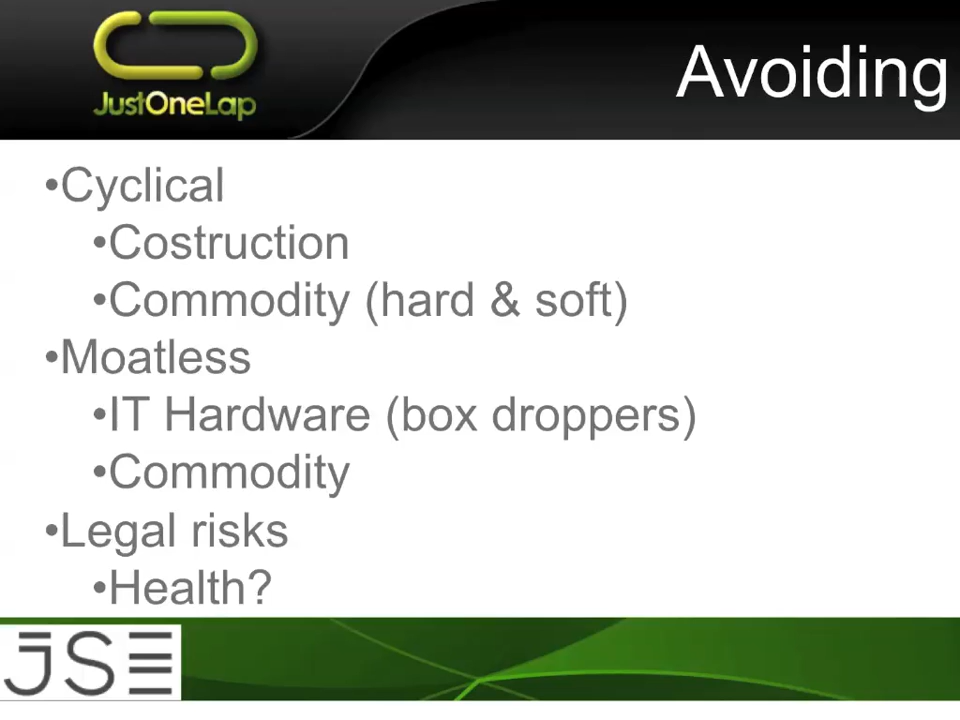 JustOneLap
Avoiding
•Cyclical
•Costruction
•Commodity (hard & soft)
•Moatless
•IT Hardware (box droppers)
•Commodity
•Legal risks
•Health?
JSE